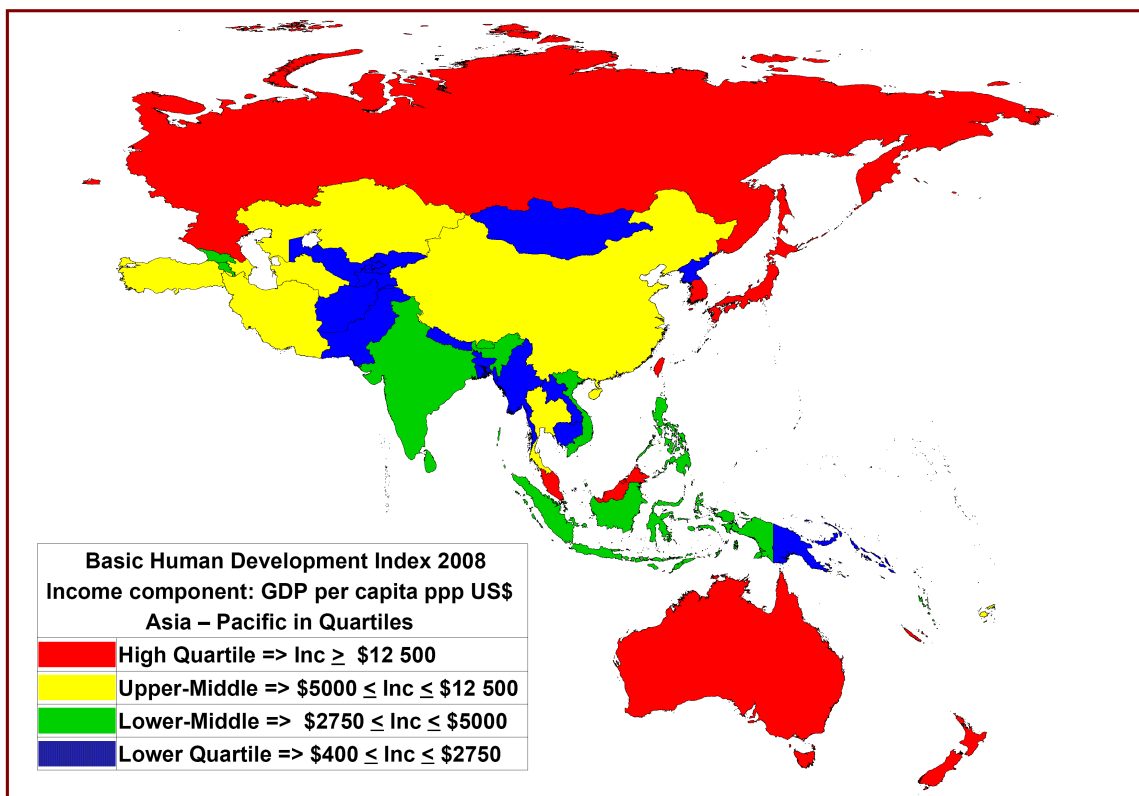 Basic Human Development Index 2008
Income component: GDP per capita ppp US$
Asia – Pacific in Quartiles
High Quartile => Inc ≥ $12 500
Upper-Middle => $5000 ≤ Inc ≤ $12 500
Lower-Middle => $2750 ≤ Inc ≤ $5000
Lower Quartile => $400 ≤ Inc ≤ $2750